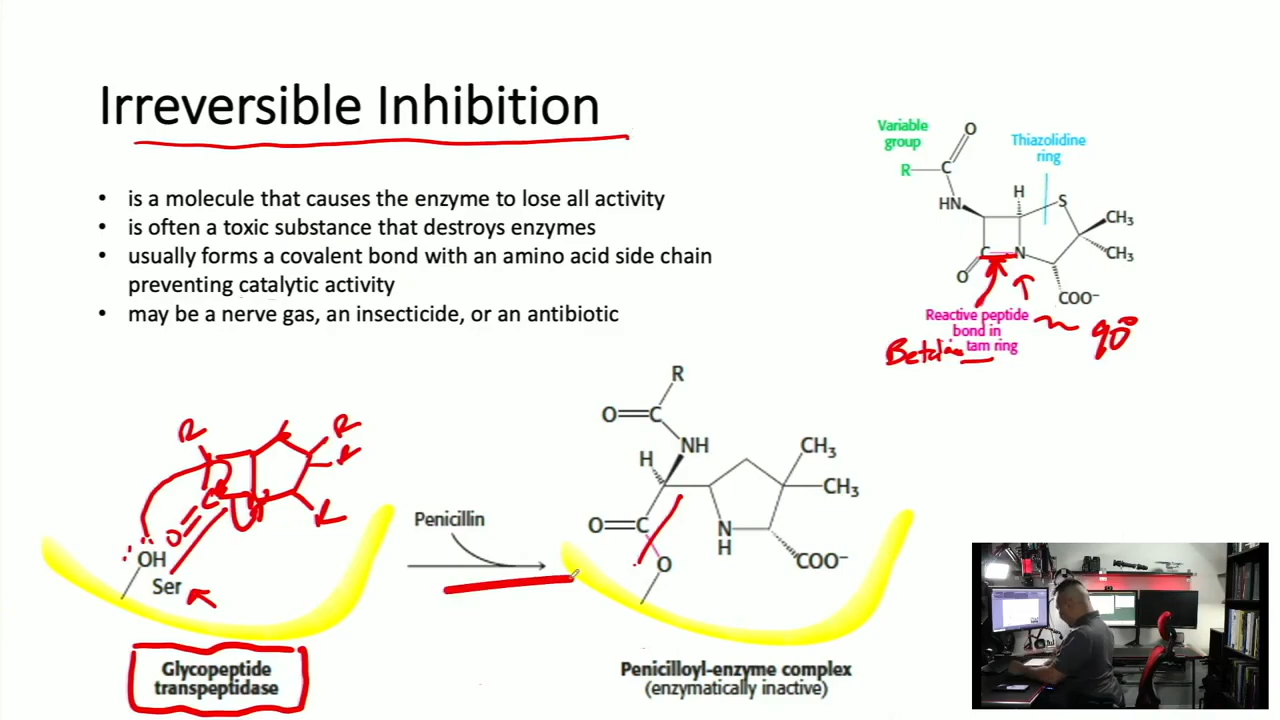 Irreversible Inhibition
• is a molecule that causes the enzyme to lose all activity
• is often a toxic substance that destroys enzymes
• usually forms a covalent bond with an amino acid side chain
preventing catalytic activity
• may be a nerve gas, an insecticide, or an antibiotic
Variable
group
O
Thiazolidine
ring
R
C
HN
H
S
CH₃
C
N
CH₃
O
COO⁻
Reactive peptide
bond in
tam ring
90°
R
R
R
R
C
O
OH
Ser
Glycopeptide
transpeptidase
Penicillin
R
O
C
NH
H
CH₃
CH₃
O
C
N
H
COO⁻
O
Penicilloyl-enzyme complex
(enzymatically inactive)